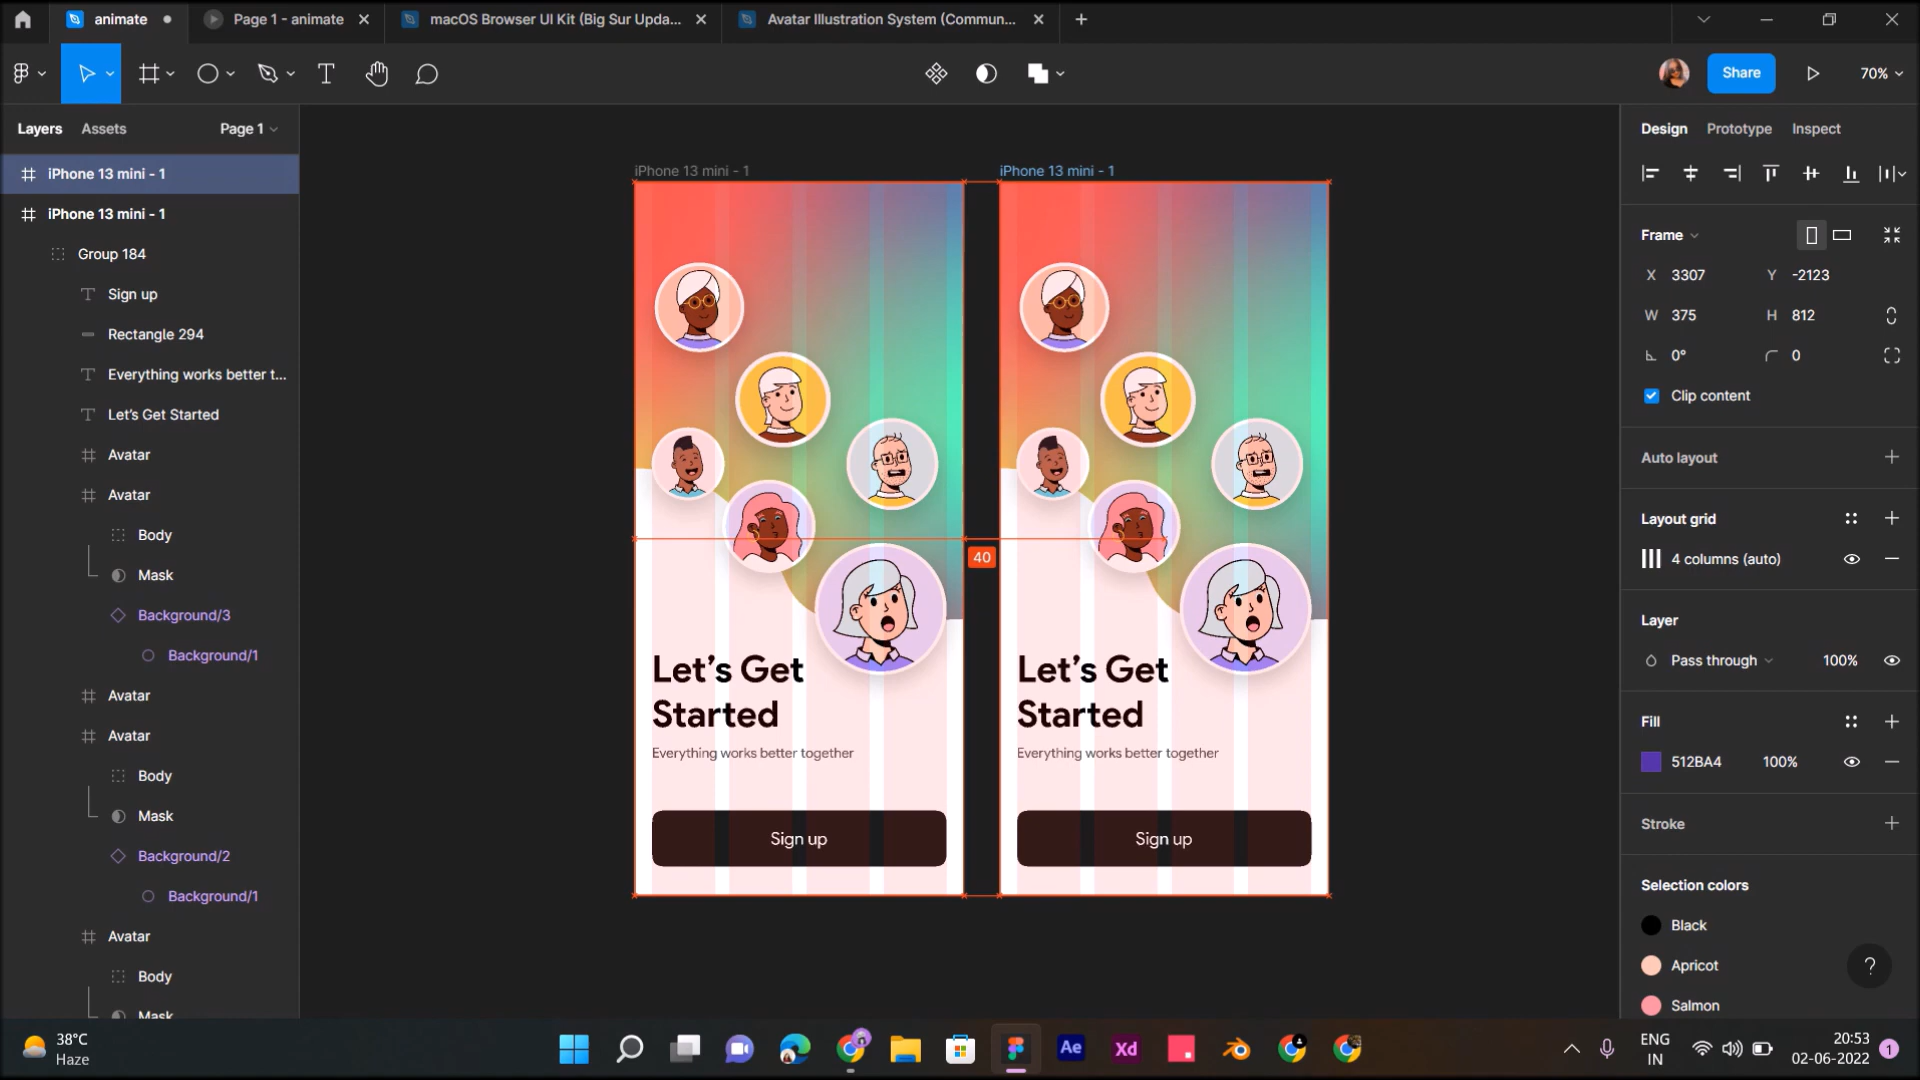 animate
Page 1 - animate
macOS Browser UI Kit (Big Sur Upda...
Avatar Illustration System (Commun...
Share
70%
Layers
Assets
Page 1
iPhone 13 mini - 1
iPhone 13 mini - 1
Group 184
Sign up
Rectangle 294
Everything works better t...
Let's Get Started
Avatar
Avatar
Body
Mask
Background/3
Background/1
Avatar
Avatar
Body
Mask
Background/2
Background/1
Avatar
Body
Mask
iPhone 13 mini - 1
Let's Get
Started
Everything works better together
Sign up
40
iPhone 13 mini - 1
Let's Get
Started
Everything works better together
Sign up
Design
Prototype
Inspect
Frame
X 3307
Y -2123
W 375
H 812
0°
0
Clip content
Auto layout
Layout grid
4 columns (auto)
Layer
Pass through
100%
Fill
512BA4
100%
Stroke
Selection colors
Black
Apricot
Salmon
?
38°C
Haze
Ae
Xd
ENG
IN
20:53
02-06-2022
1